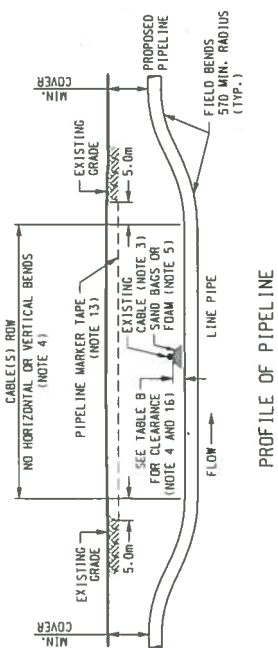 CABLE(S) ROW
NO HORIZONTAL OR VERTICAL BENDS
(NOTE 4)
MIN.
COVER
EXISTING
GRADE
PIPELINE MARKER TAPE
(NOTE 13)
EXISTING
GRADE
MIN.
COVER
5.0m
5.0m
SEE TABLE B
FOR CLEARANCE
(NOTE 4 AND 16)
EXISTING
CABLE (NOTE 3)
SAND BAGS OR
FOAM (NOTE 5)
PROPOSED
PIPELINE
FLOW
LINE PIPE
FIELD BENDS
570 MIN. RADIUS
(TYP.)
PROFILE OF PIPELINE